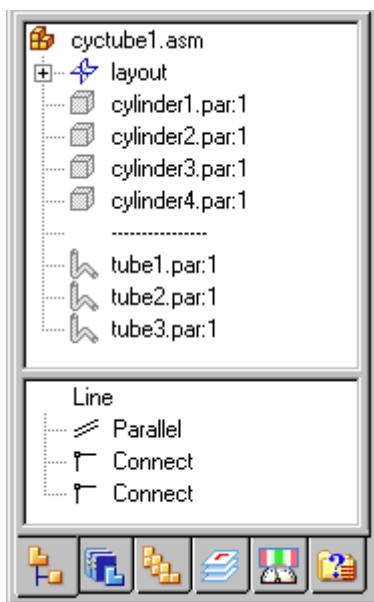 cyctube1.asm
layout
cylinder1.par:1
cylinder2.par:1
cylinder3.par:1
cylinder4.par:1
---------------
tube1.par:1
tube2.par:1
tube3.par:1
Line
Parallel
Connect
Connect